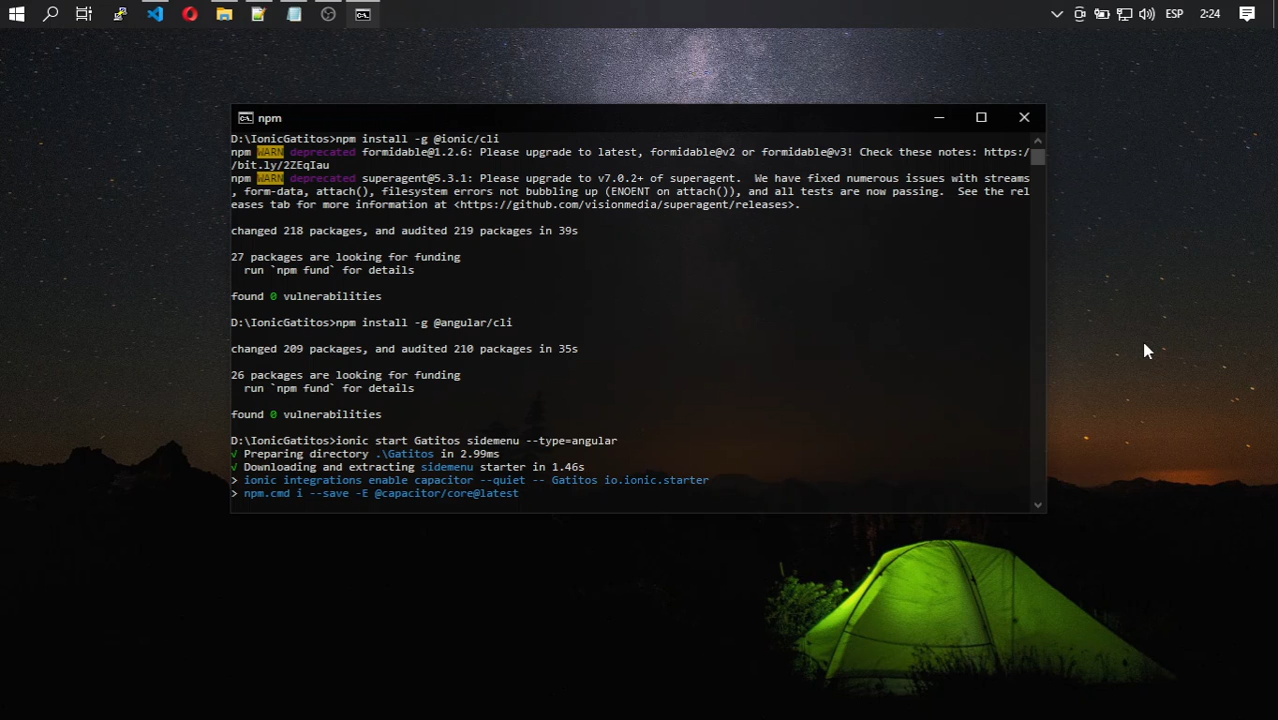 ESP 2:24
npm
D:\IonicGatitos>npm install -g @ionic/cli
npm WARN deprecated formidable@1.2.6: Please upgrade to latest, formidable@v2 or formidable@v3! Check these notes: https:/
/bit.ly/2ZEqIau
npm WARN deprecated superagent@5.3.1: Please upgrade to v7.0.2+ of superagent.  We have fixed numerous issues with streams
, form-data, attach(), filesystem errors not bubbling up (ENOENT on attach()), and all tests are now passing.  See the rel
eases tab for more information at <https://github.com/visionmedia/superagent/releases>.
changed 218 packages, and audited 219 packages in 39s
27 packages are looking for funding
  run `npm fund` for details
found 0 vulnerabilities
D:\IonicGatitos>npm install -g @angular/cli
changed 209 packages, and audited 210 packages in 35s
26 packages are looking for funding
  run `npm fund` for details
found 0 vulnerabilities
D:\IonicGatitos>ionic start Gatitos sidemenu --type=angular
√ Preparing directory .\Gatitos in 2.99ms
√ Downloading and extracting sidemenu starter in 1.46s
> ionic integrations enable capacitor --quiet -- Gatitos io.ionic.starter
> npm.cmd i --save -E @capacitor/core@latest